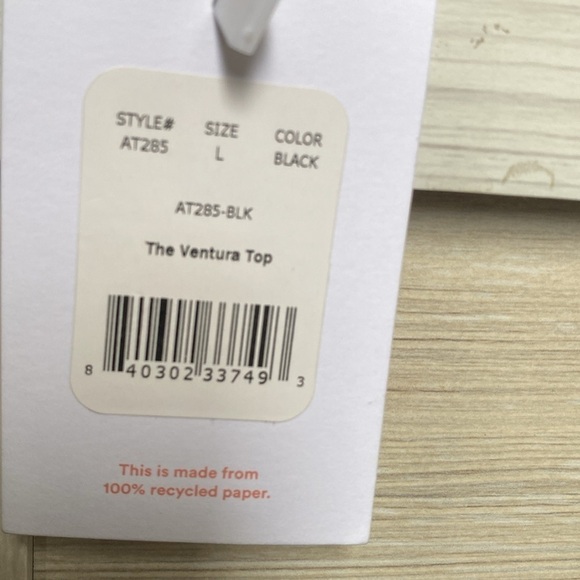 STYLE# SIZE COLOR
AT285 L BLACK
AT285-BLK
The Ventura Top
8 40302 33749 3
This is made from
100% recycled paper.